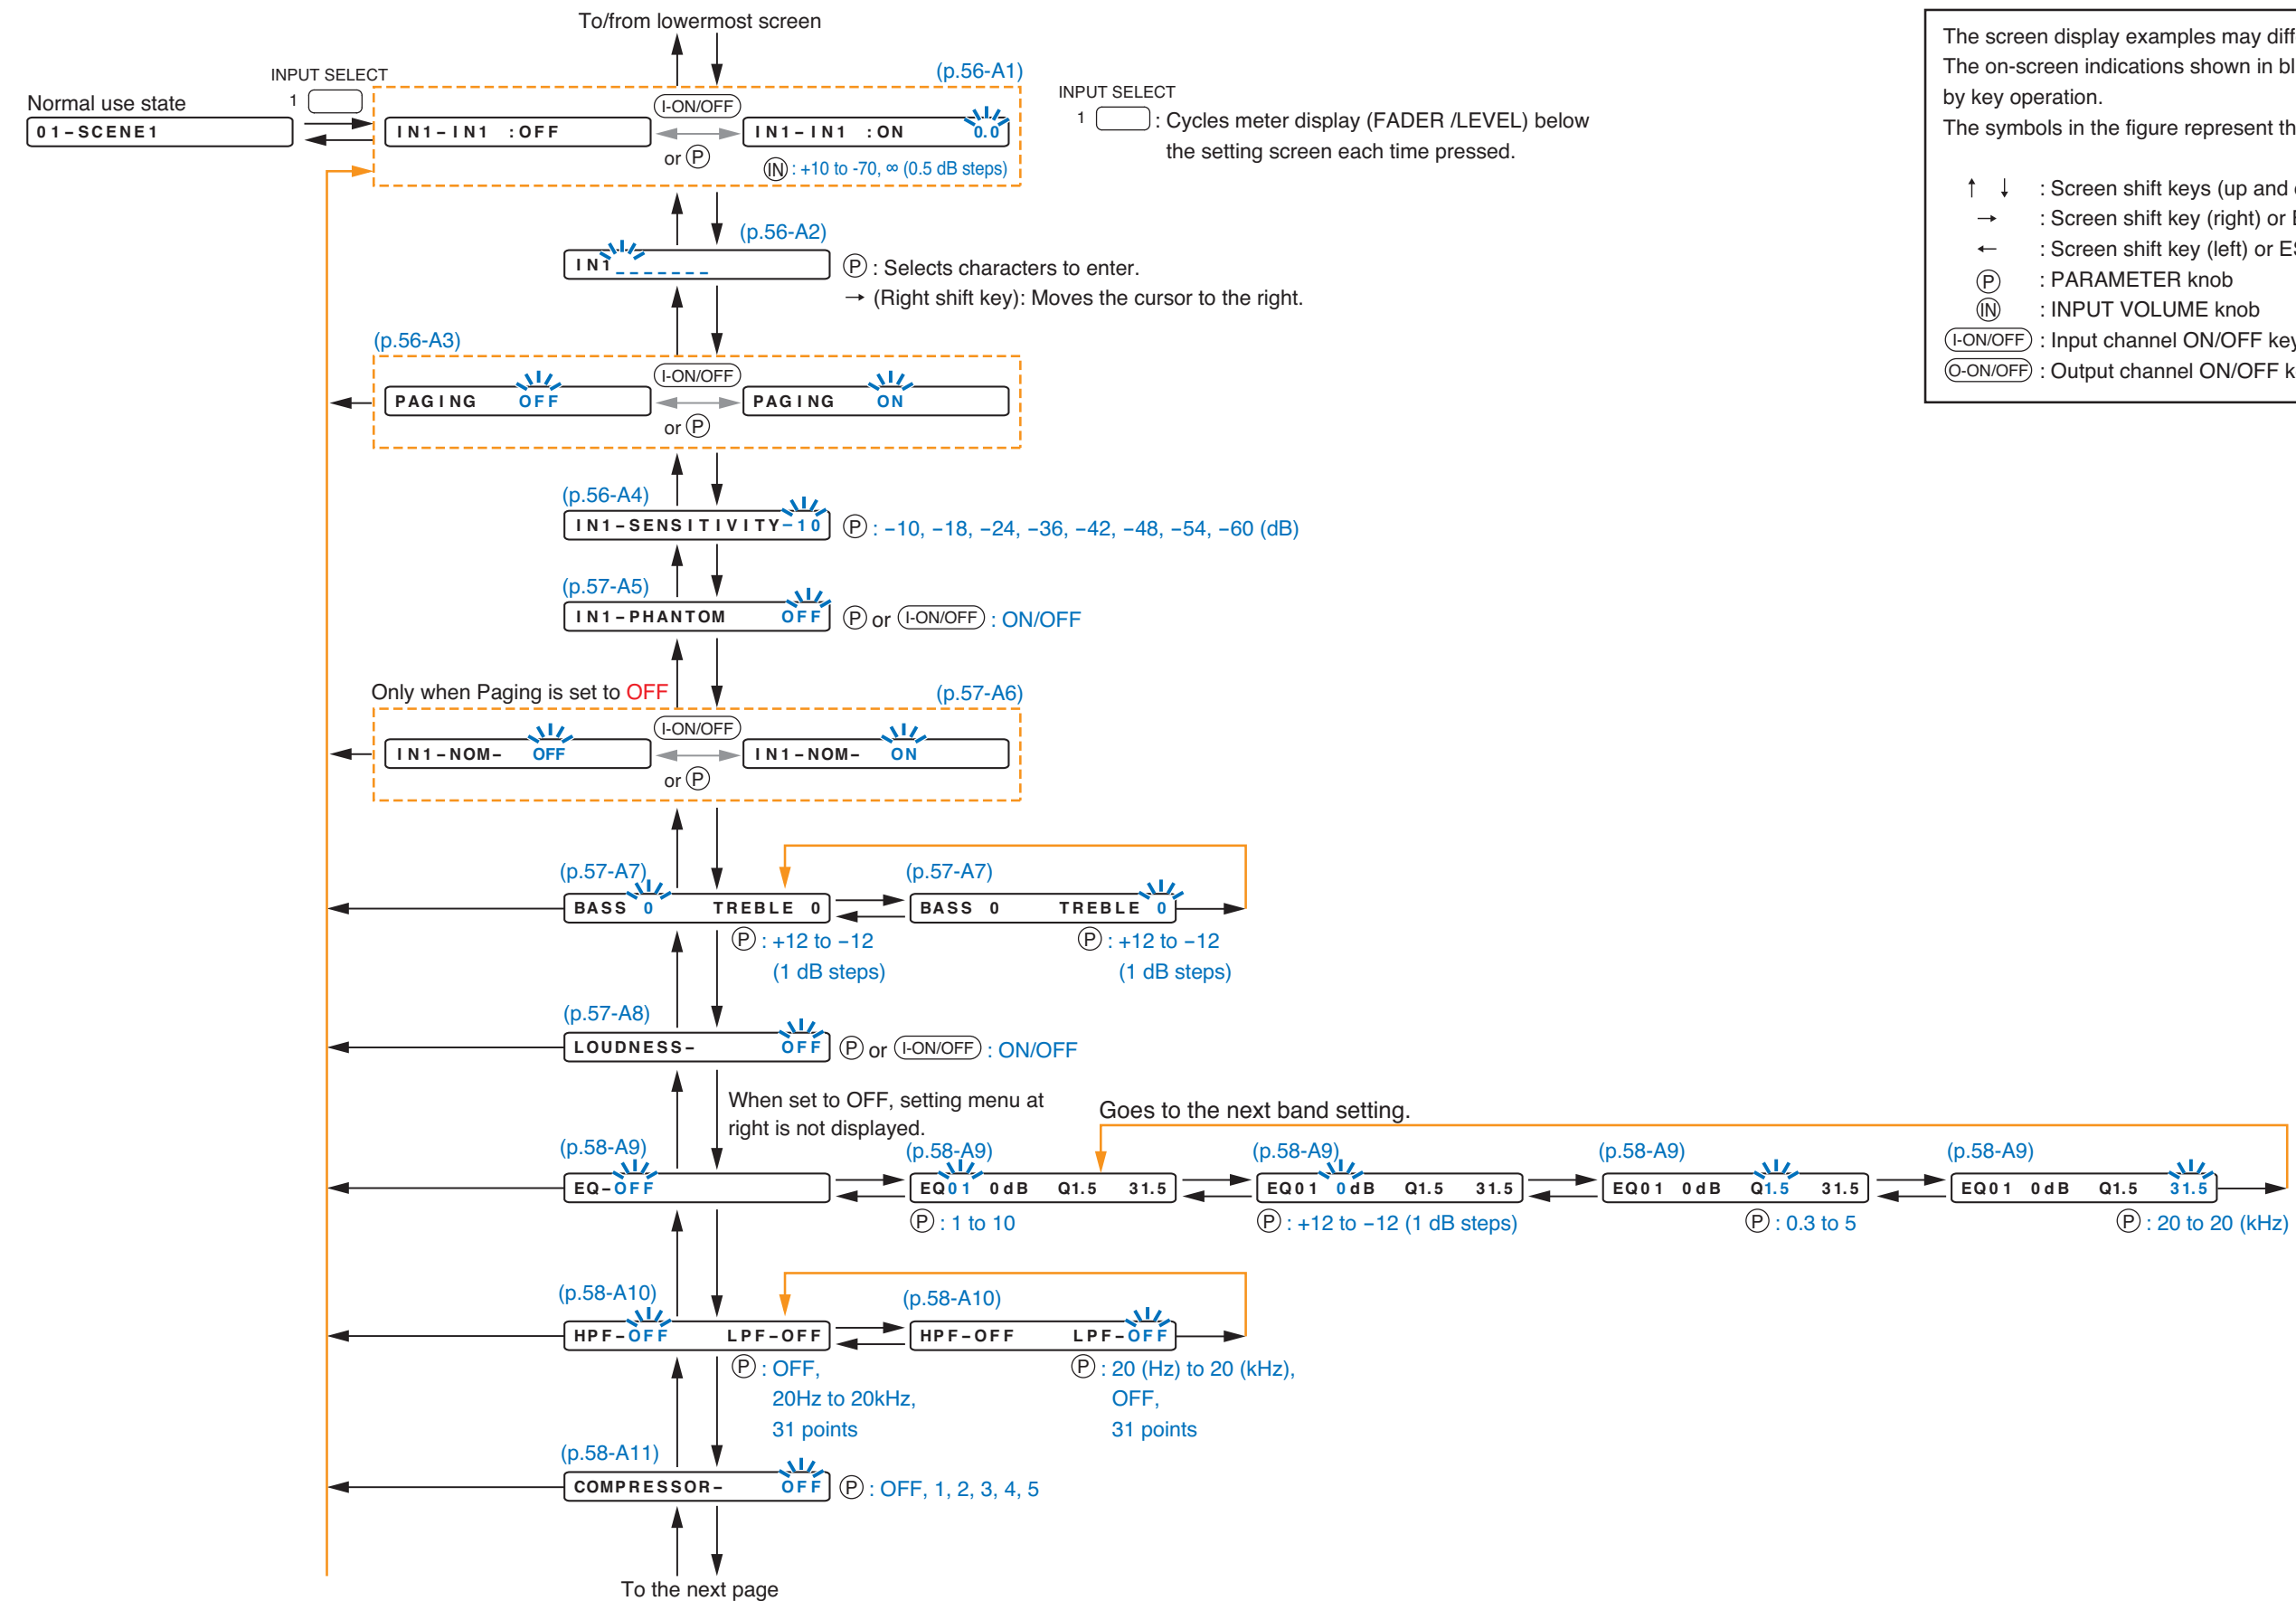 To/from lowermost screen
INPUT SELECT
1
(p.56-A1)
Normal use state
01-SCENE1
I-ON/OFF
IN1-IN1 :OFF
IN1-IN1 :ON 0.0
or P
IN : +10 to -70, ∞ (0.5 dB steps)
INPUT SELECT
1 : Cycles meter display (FADER /LEVEL) below
the setting screen each time pressed.
The screen display examples may
The on-screen indications shown in
by key operation.
The symbols in the figure represent
↑ ↓ : Screen shift keys (up and
→ : Screen shift key (right) or
← : Screen shift key (left) or
P : PARAMETER knob
IN : INPUT VOLUME knob
I-ON/OFF : Input channel ON/OFF
O-ON/OFF : Output channel ON/OFF
(p.56-A2)
IN1_ _ _ _ _ _ _
P : Selects characters to enter.
→ (Right shift key): Moves the cursor to the right.
(p.56-A3)
I-ON/OFF
PAGING OFF
PAGING ON
or P
(p.56-A4)
IN1-SENSITIVITY-10
P : −10, −18, −24, −36, −42, −48, −54, −60 (dB)
(p.57-A5)
IN1-PHANTOM OFF
P or I-ON/OFF : ON/OFF
Only when Paging is set to OFF
(p.57-A6)
I-ON/OFF
IN1-NOM- OFF
IN1-NOM- ON
or P
(p.57-A7)
(p.57-A7)
BASS 0 TREBLE 0
BASS 0 TREBLE 0
P : +12 to −12
(1 dB steps)
P : +12 to −12
(1 dB steps)
(p.57-A8)
LOUDNESS- OFF
P or I-ON/OFF : ON/OFF
When set to OFF, setting menu at
right is not displayed.
Goes to the next band setting.
(p.58-A9)
(p.58-A9)
(p.58-A9)
(p.58-A9)
(p.58-A9)
EQ-OFF
EQ01 0dB Q1.5 31.5
EQ01 0dB Q1.5 31.5
EQ01 0dB Q1.5 31.5
EQ01 0dB Q1.5 31.5
P : 1 to 10
P : +12 to −12 (1 dB steps)
P : 0.3 to 5
P : 20 to 20 (kHz)
(p.58-A10)
(p.58-A10)
HPF-OFF LPF-OFF
HPF-OFF LPF-OFF
P : OFF,
20Hz to 20kHz,
31 points
P : 20 (Hz) to 20 (kHz),
OFF,
31 points
(p.58-A11)
COMPRESSOR- OFF
P : OFF, 1, 2, 3, 4, 5
To the next page